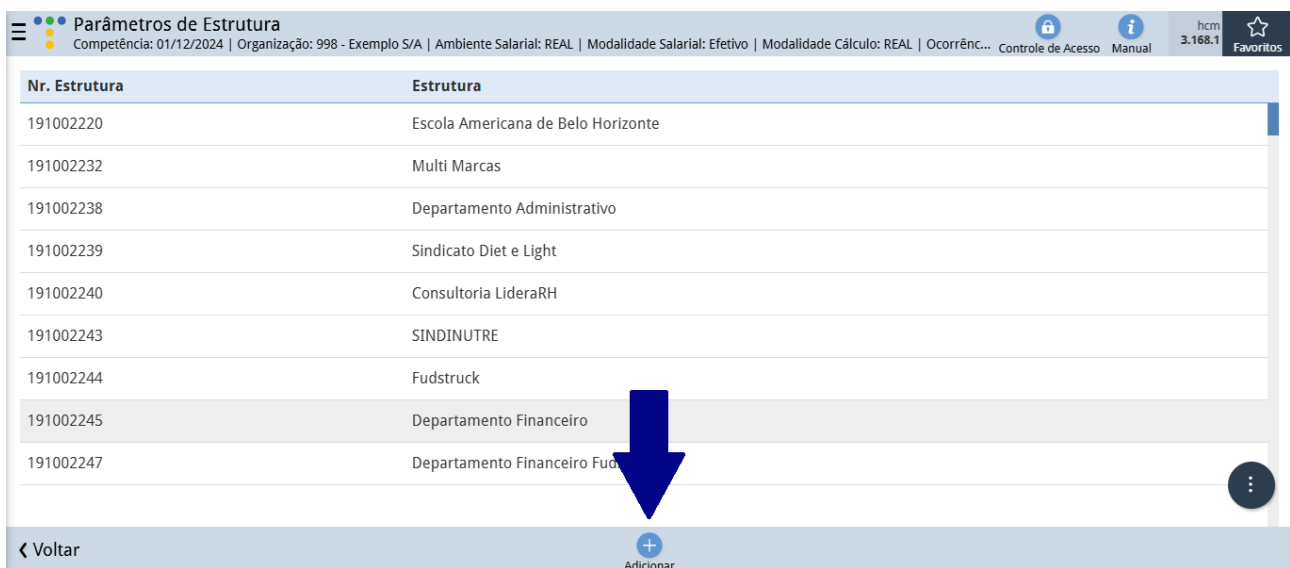 Parâmetros de Estrutura
Competência: 01/12/2024 | Organização: 998 - Exemplo S/A | Ambiente Salarial: REAL | Modalidade Salarial: Efetivo | Modalidade Cálculo: REAL | Ocorrênc...
Controle de Acesso
Manual
hcm
3.168.1
Favoritos
Nr. Estrutura Estrutura
191002220 Escola Americana de Belo Horizonte
191002232 Multi Marcas
191002238 Departamento Administrativo
191002239 Sindicato Diet e Light
191002240 Consultoria LideraRH
191002243 SINDINUTRE
191002244 Fudstruck
191002245 Departamento Financeiro
191002247 Departamento Financeiro
Voltar
Adicionar